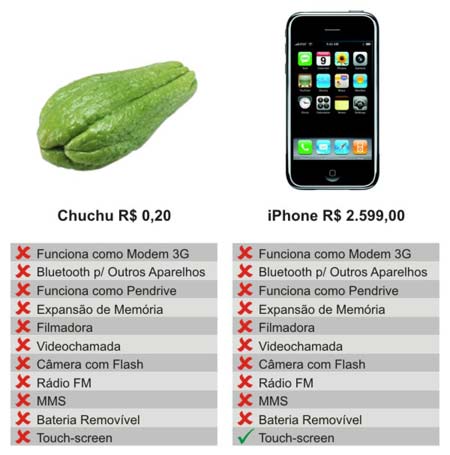 Chuchu R$ 0,20
Funciona como Modem 3G
Bluetooth p/ Outros Aparelhos
Funciona como Pendrive
Expansão de Memória
Filmadora
Videochamada
Câmera com Flash
Rádio FM
MMS
Bateria Removível
Touch-screen
iPhone R$ 2.599,00
Funciona como Modem 3G
Bluetooth p/ Outros Aparelhos
Funciona como Pendrive
Expansão de Memória
Filmadora
Videochamada
Câmera com Flash
Rádio FM
MMS
Bateria Removível
Touch-screen